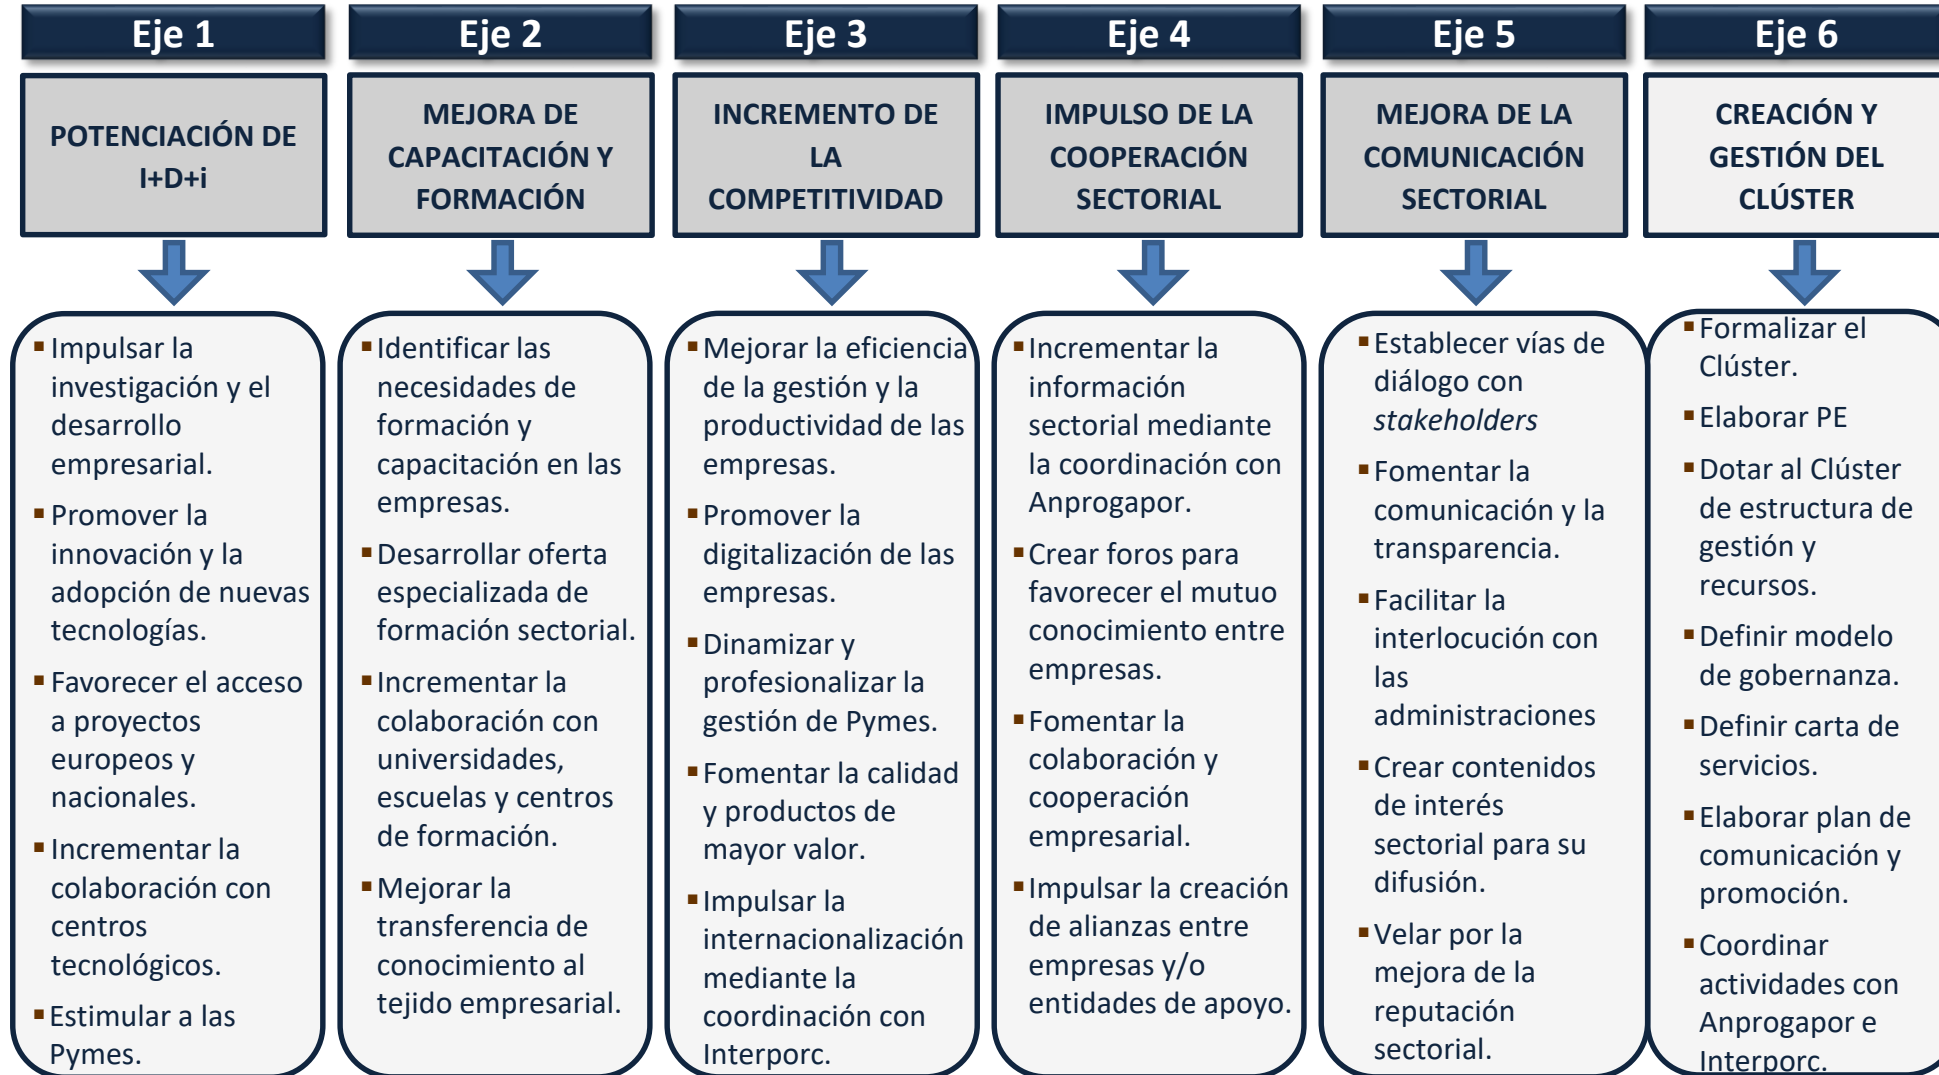 Eje 1
POTENCIACIÓN DE
I+D+i
▪Impulsar la
investigación y el
desarrollo
empresarial.
▪Promover la
innovación y la
adopción de nuevas
tecnologías.
▪Favorecer el acceso
a proyectos
europeos y
nacionales.
▪Incrementar la
colaboración con
centros
tecnológicos.
▪Estimular a las
Pymes.
Eje 2
MEJORA DE
CAPACITACIÓN Y
FORMACIÓN
▪Identificar las
necesidades de
formación y
capacitación en las
empresas.
▪Desarrollar oferta
especializada de
formación sectorial.
▪Incrementar la
colaboración con
universidades,
escuelas y centros
de formación.
▪Mejorar la
transferencia de
conocimiento al
tejido empresarial.
Eje 3
INCREMENTO DE
LA
COMPETITIVIDAD
▪Mejorar la eficiencia
de la gestión y la
productividad de las
empresas.
▪Promover la
digitalización de las
empresas.
▪Dinamizar y
profesionalizar la
gestión de Pymes.
▪Fomentar la calidad
y productos de
mayor valor.
▪Impulsar la
internacionalización
mediante la
coordinación con
Interporc.
Eje 4
IMPULSO DE LA
COOPERACIÓN
SECTORIAL
▪Incrementar la
información
sectorial mediante
la coordinación con
Anprogapor.
▪Crear foros para
favorecer el mutuo
conocimiento entre
empresas.
▪Fomentar la
colaboración y
cooperación
empresarial.
▪Impulsar la creación
de alianzas entre
empresas y/o
entidades de apoyo.
Eje 5
MEJORA DE LA
COMUNICACIÓN
SECTORIAL
▪Establecer vías de
diálogo con
stakeholders
▪Fomentar la
comunicación y la
transparencia.
▪Facilitar la
interlocución con
las
administraciones
▪Crear contenidos
de interés
sectorial para su
difusión.
▪Velar por la
mejora de la
reputación
sectorial.
Eje 6
CREACIÓN Y
GESTIÓN DEL
CLÚSTER
▪Formalizar el
Clúster.
▪Elaborar PE
▪Dotar al Clúster
de estructura de
gestión y
recursos.
▪Definir modelo
de gobernanza.
▪Definir carta de
servicios.
▪Elaborar plan de
comunicación y
promoción.
▪Coordinar
actividades con
Anprogapor e
Interporc.